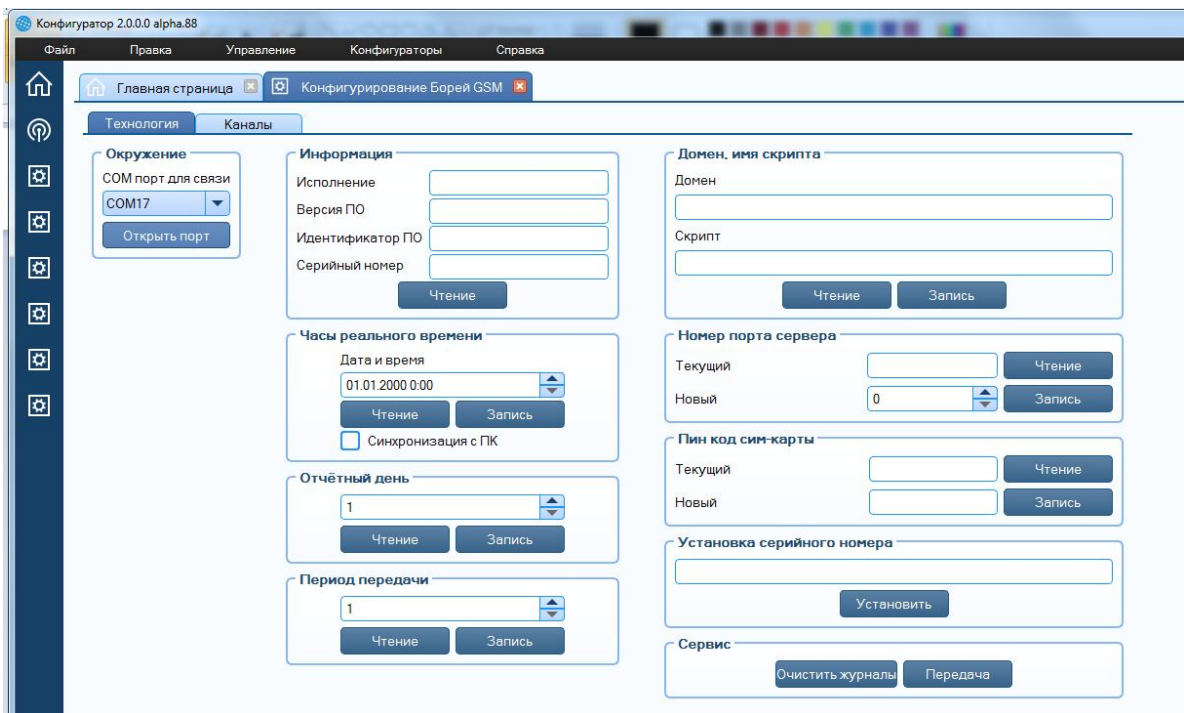 Конфигуратор 2.0.0.0 alpha.88
Файл Правка Управление Конфигураторы Справка
Главная страница Конфигурирование Борей GSM
Технология Каналы
Окружение
COM порт для связи
COM17
Открыть порт
Информация
Исполнение
Версия ПО
Идентификатор ПО
Серийный номер
Чтение
Часы реального времени
Дата и время
01.01.2000 0:00
Чтение Запись
Синхронизация с ПК
Отчётный день
1
Чтение Запись
Период передачи
1
Чтение Запись
Домен, имя скрипта
Домен
Скрипт
Чтение Запись
Номер порта сервера
Текущий Чтение
Новый 0 Запись
Пин код сим-карты
Текущий Чтение
Новый Запись
Установка серийного номера
Установить
Сервис
Очистить журналы Передача